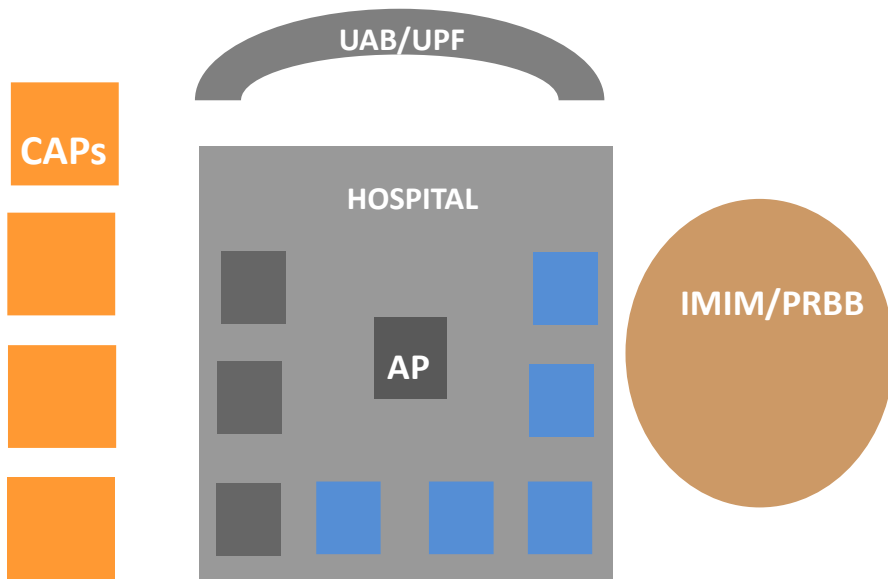 UAB/UPF
CAPs
HOSPITAL
IMIM/PRBB
AP